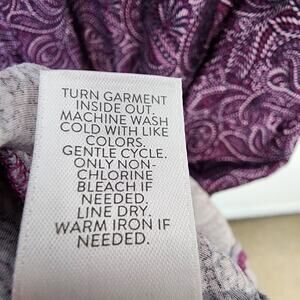 TURN GARMENT
INSIDE OUT.
MACHINE WASH
COLD WITH LIKE
COLORS.
GENTLE CYCLE.
ONLY NON-
CHLORINE
BLEACH IF
NEEDED.
LINE DRY.
WARM IRON IF
NEEDED.